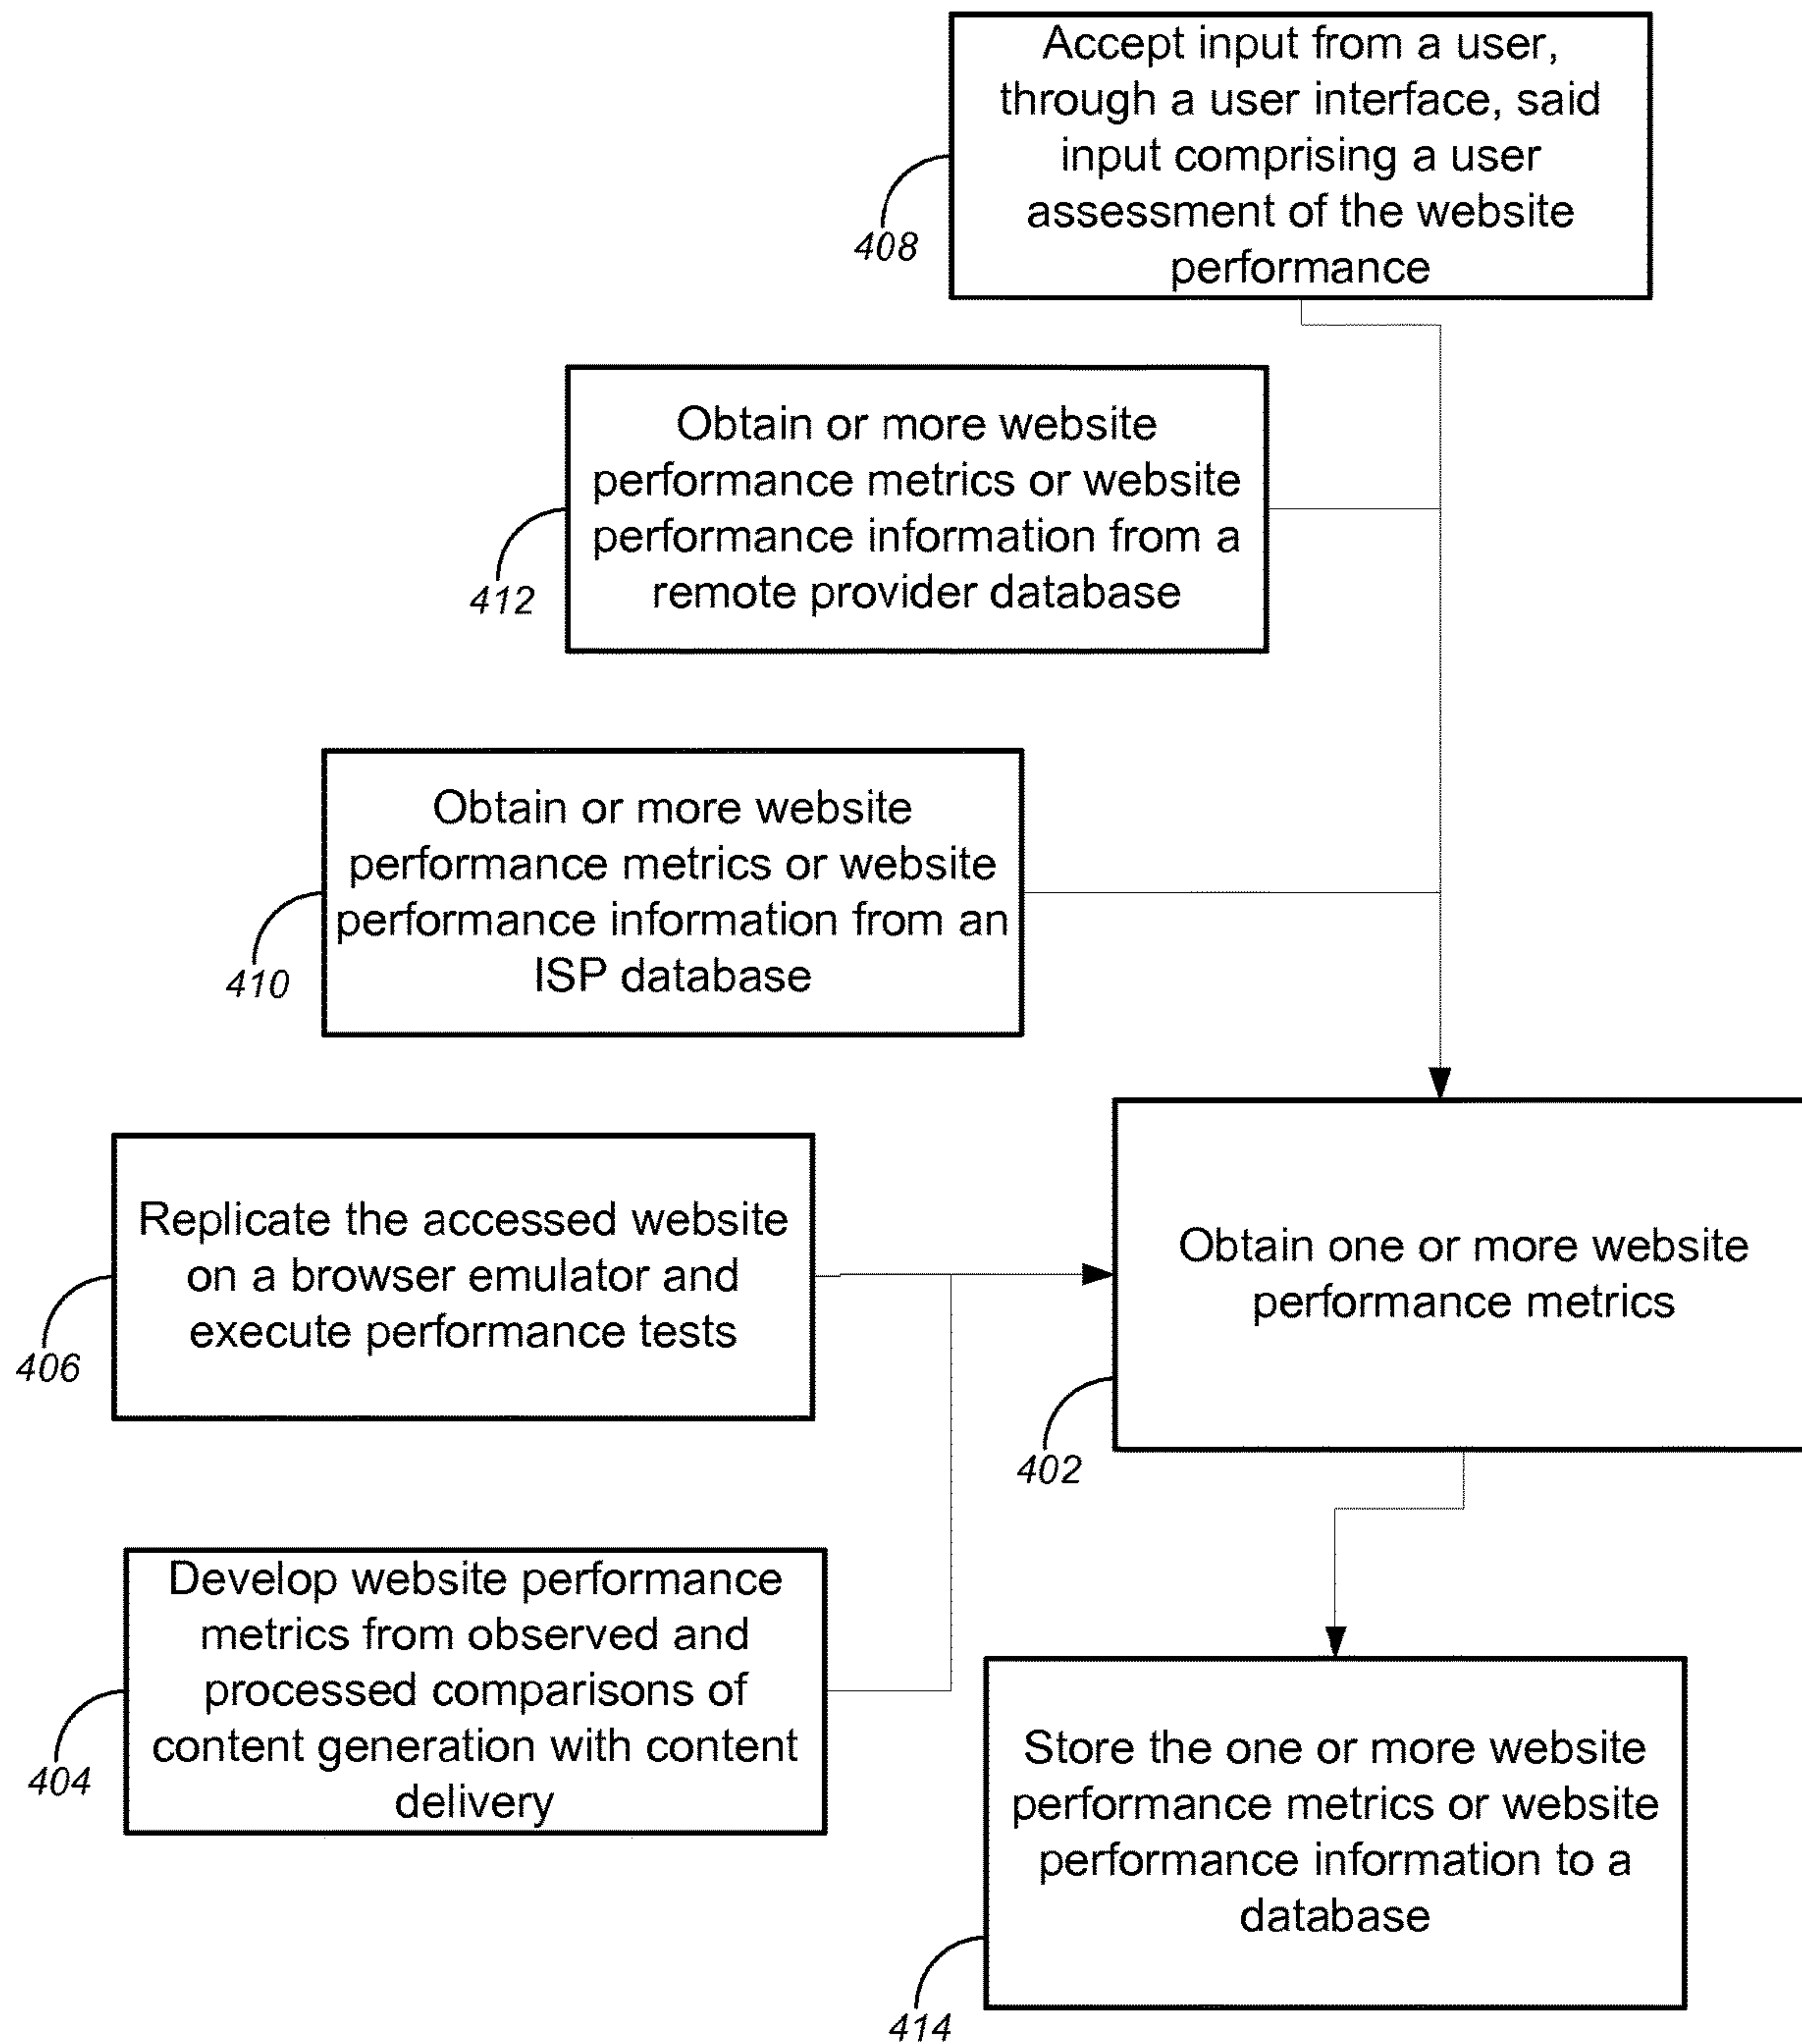 Accept input from a user,
through a user interface, said
input comprising a user
assessment of the website
performance
408
Obtain or more website
performance metrics or website
performance information from a
remote provider database
412
Obtain or more website
performance metrics or website
performance information from an
ISP database
410
Replicate the accessed website
on a browser emulator and
execute performance tests
406
Obtain one or more website
performance metrics
402
Develop website performance
metrics from observed and
processed comparisons of
content generation with content
delivery
404
Store the one or more website
performance metrics or website
performance information to a
database
414